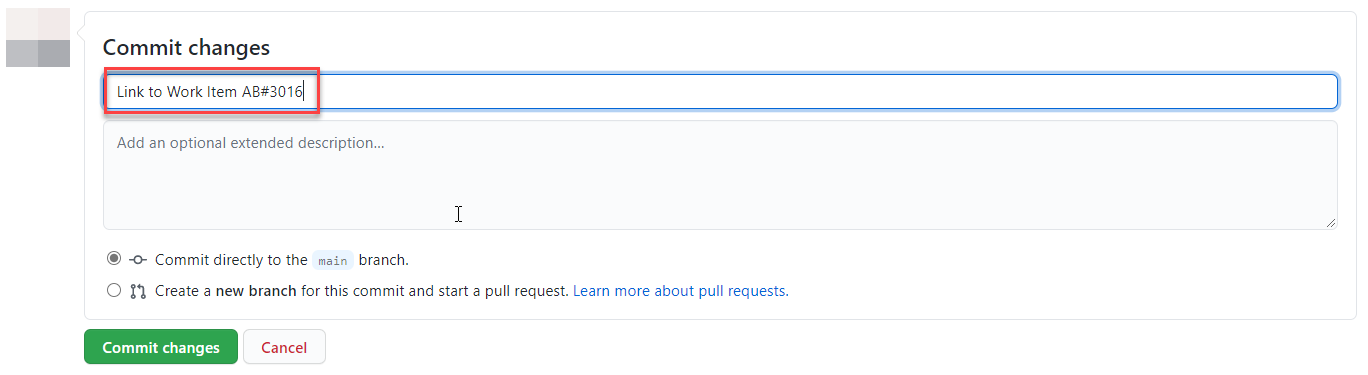 Commit changes
Link to Work Item AB#3016
Add an optional extended description...
Commit directly to the main branch.
Create a new branch for this commit and start a pull request. Learn more about pull requests.
Commit changes Cancel